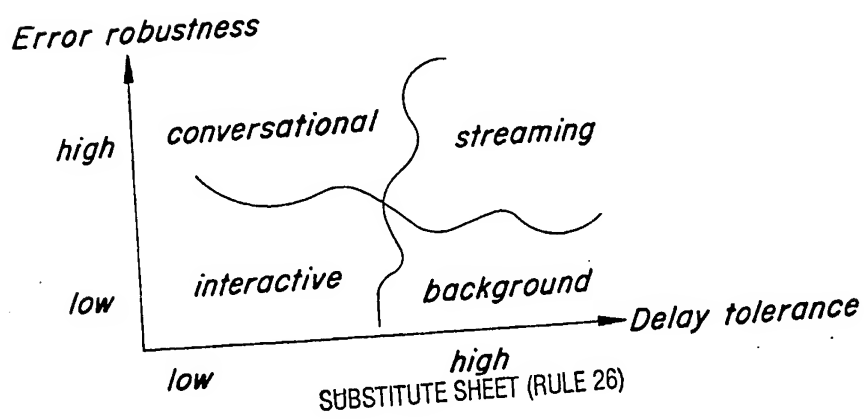 Error robustness
high
conversational
streaming
low
interactive
background
Delay tolerance
low
high
SUBSTITUTE SHEET (RULE 26)